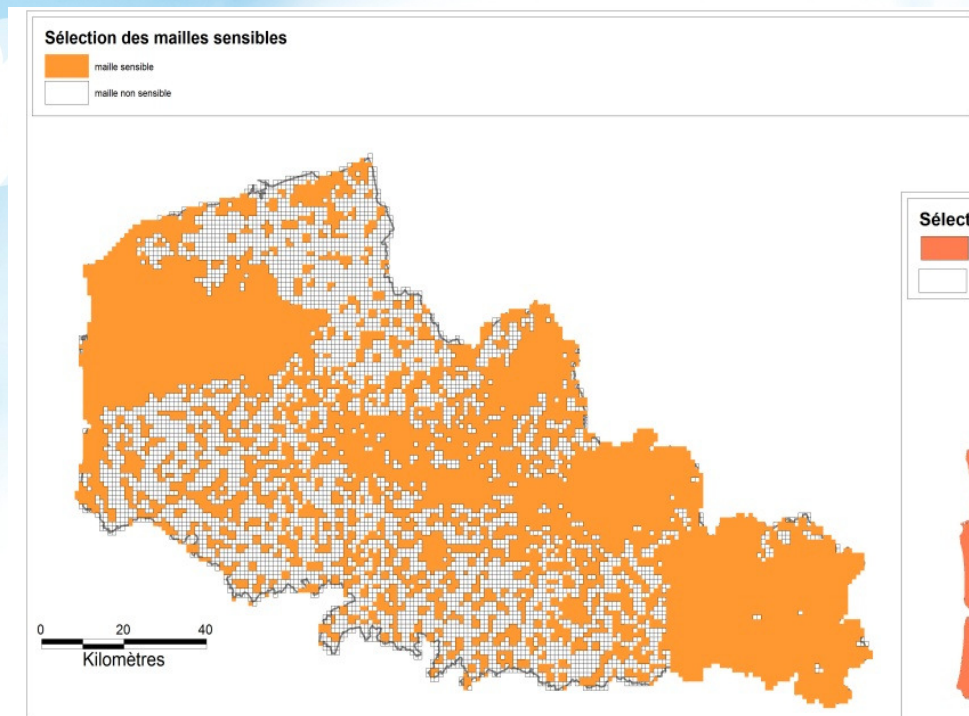 Sélection des mailles sensibles
maille sensible
maille non sensible
Sélect
0 20 40
Kilomètres